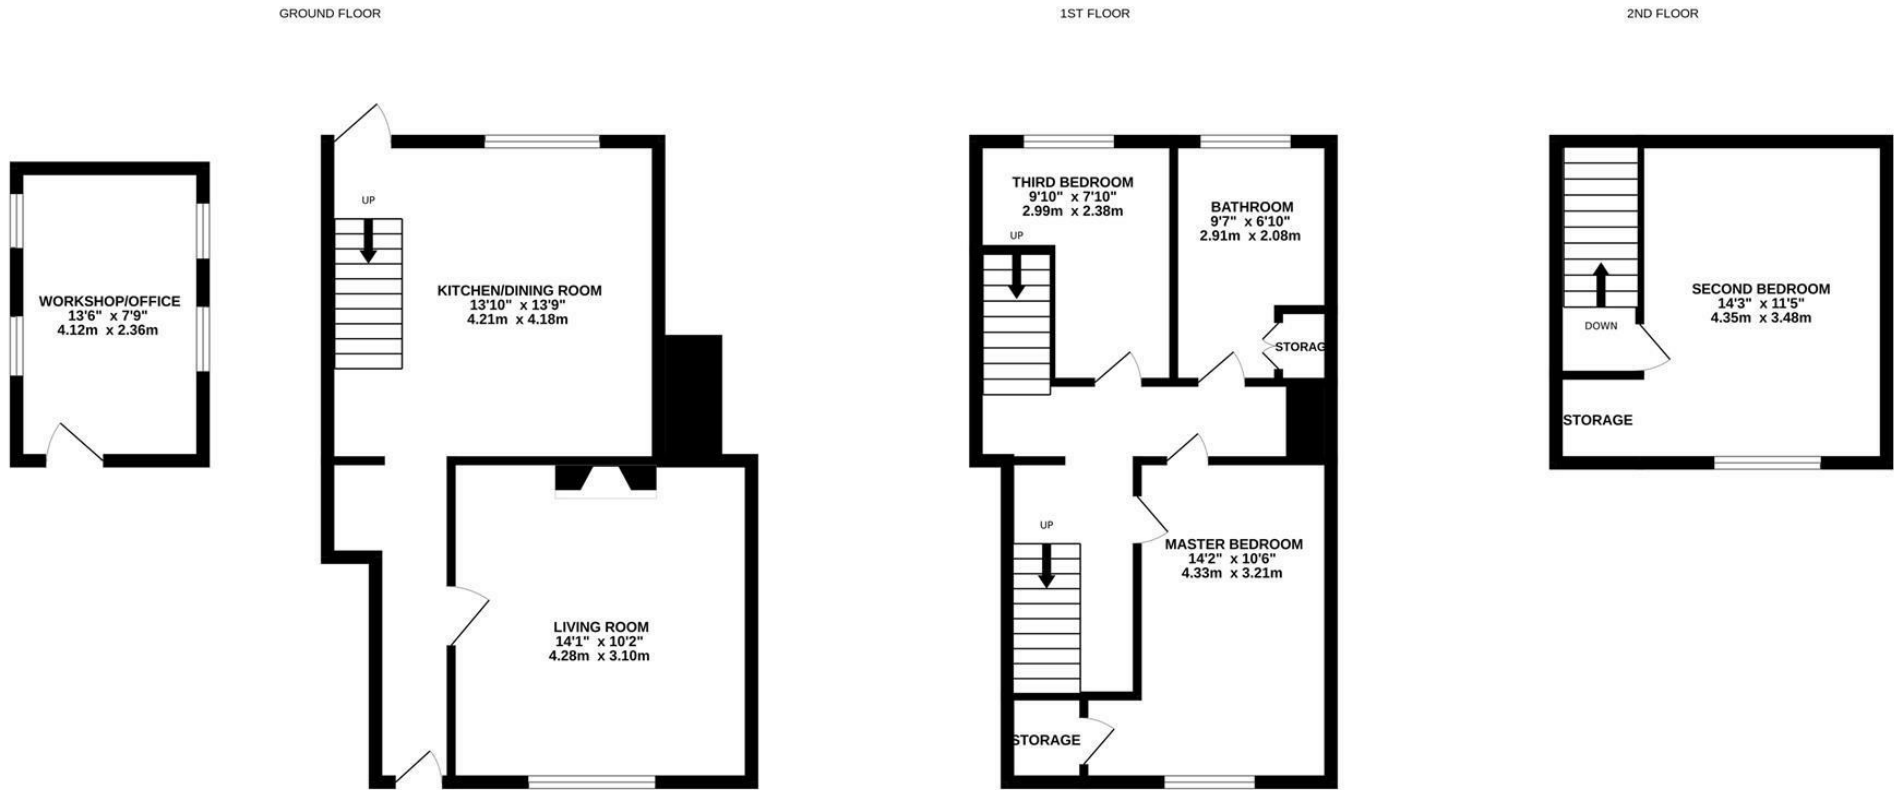 GROUND FLOOR
1ST FLOOR
2ND FLOOR
WORKSHOP/OFFICE
13'6" x 7'9"
4.12m x 2.36m
UP
KITCHEN/DINING ROOM
13'10" x 13'9"
4.21m x 4.18m
LIVING ROOM
14'1" x 10'2"
4.28m x 3.10m
THIRD BEDROOM
9'10" x 7'10"
2.99m x 2.38m
UP
BATHROOM
9'7" x 6'10"
2.91m x 2.08m
STORAG
UP
MASTER BEDROOM
14'2" x 10'6"
4.33m x 3.21m
STORAGE
SECOND BEDROOM
14'3" x 11'5"
4.35m x 3.48m
DOWN
STORAGE